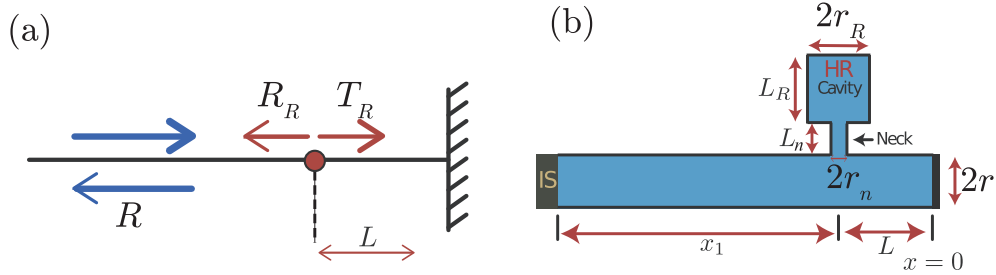 (a)
R_R T_R
R
L
(b)
2r_R
HR
Cavity
L_R
L_n
Neck
IS
2r_n
2r
x_1
L
x = 0